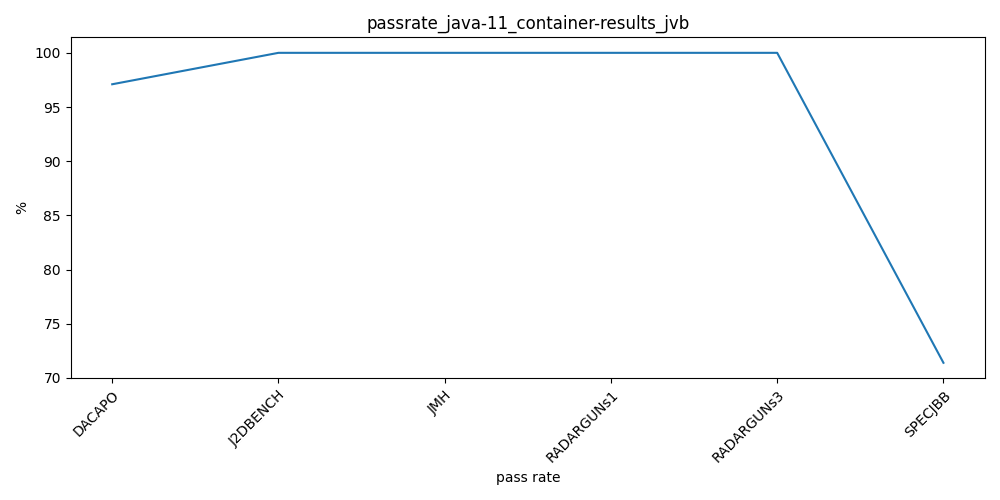 passrate_java-11_container-results_jvb
100
95
90
85
80
75
70
%
DACAPO
J2DBENCH
JMH
RADARGUNs1
RADARGUNs3
SPECJBB
pass rate